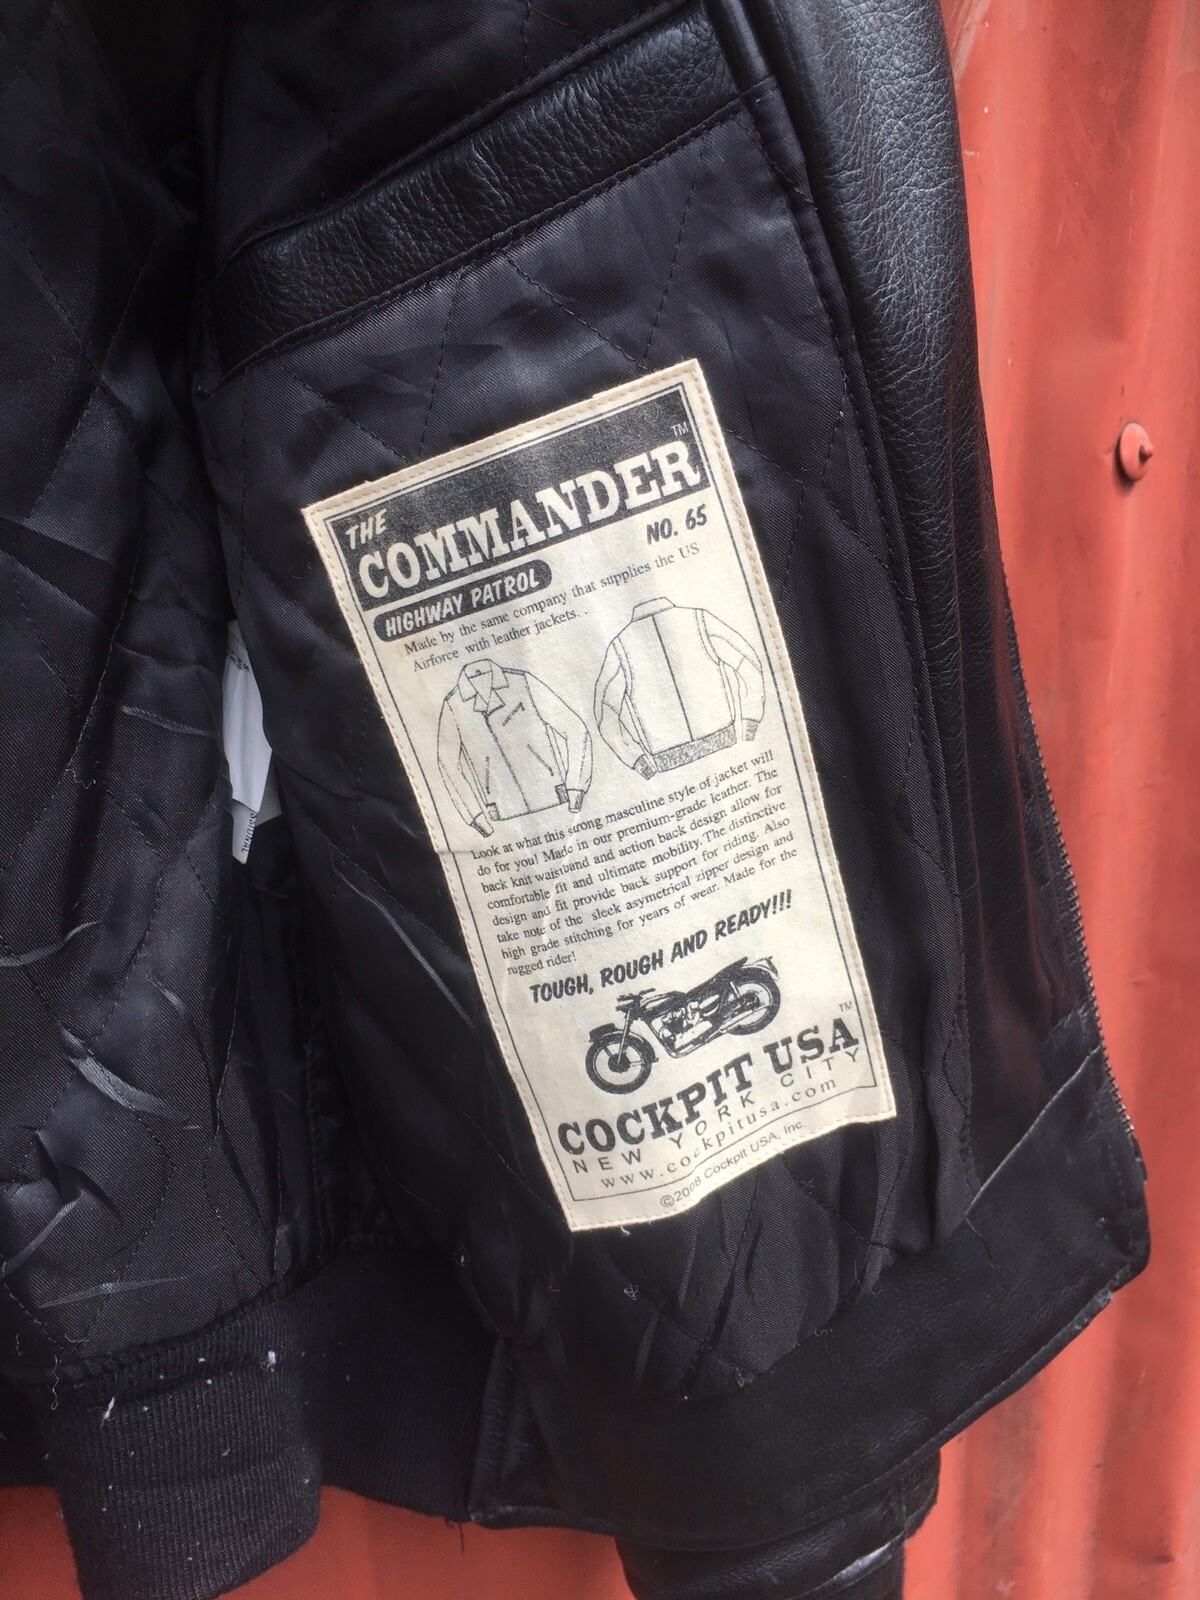 THE
COMMANDER TM
NO. 65
HIGHWAY PATROL
Made by the same company that supplies the US
Airforce with leather jackets. .
Look at what this strong masculine style of jacket will
do for you! Made in our premium-grade leather. The
back knit waistband and action back design allow for
comfortable fit and ultimate mobility. The distinctive
design and fit provide back support for riding. Also
take note of the sleek asymetrical zipper design and
high grade stitching for years of wear. Made for the
rugged rider!
TOUGH, ROUGH AND READY!!!
COCKPIT USA TM
NEW YORK CITY
www.cockpitusa.com
©2008 Cockpit USA, Inc.